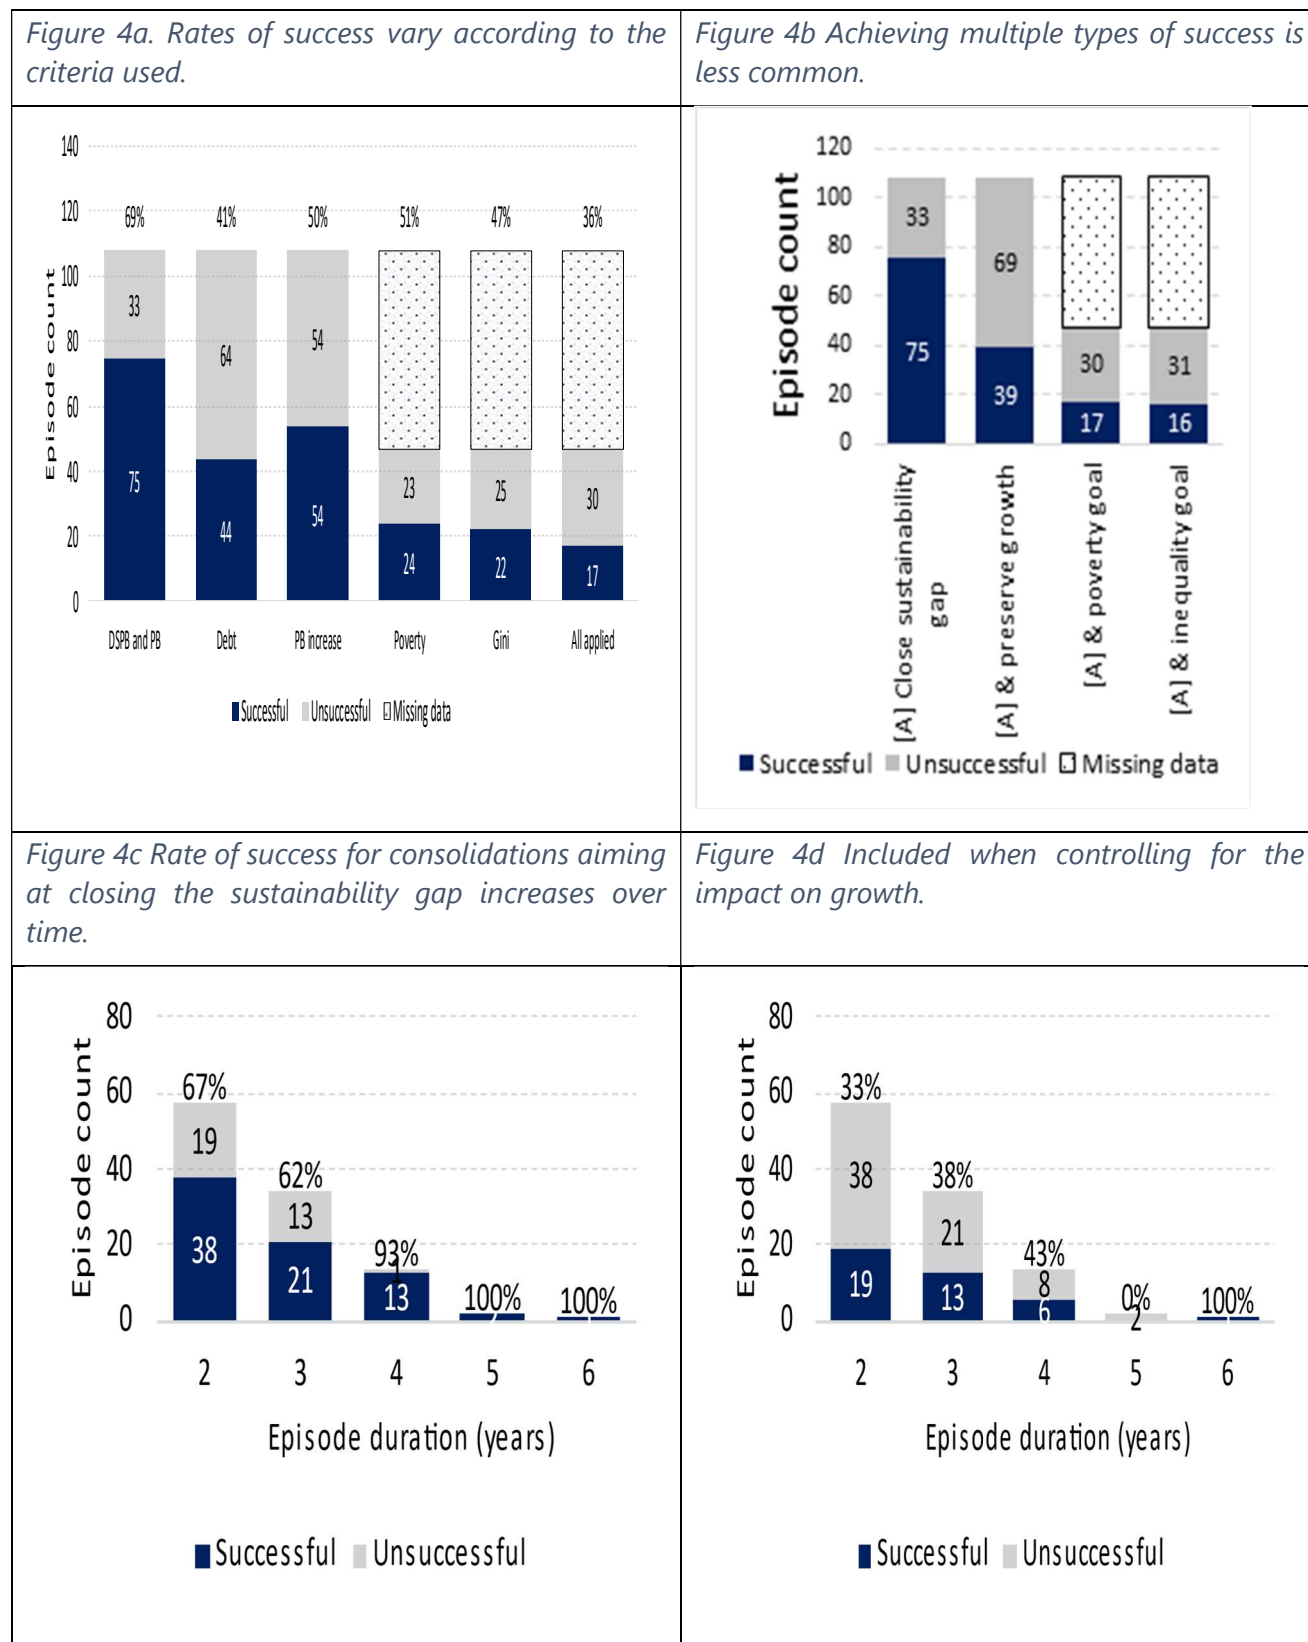 Figure 4a. Rates of success vary according to the
criteria used.
Figure 4b Achieving multiple types of success is
less common.
140
120
100
80
60
40
20
0
Episode count
69%
41%
50%
51%
47%
36%
33
64
54
23
25
30
75
44
54
24
22
17
DSPB and PB
Debt
PB increase
Poverty
Gini
All applied
Successful
Unsuccessful
Missing data
120
100
80
60
40
20
0
Episode count
33
69
30
31
75
39
17
16
[A] Close sustainability
gap
[A] & preserve growth
[A] & poverty goal
[A] & inequality goal
Successful
Unsuccessful
Missing data
Figure 4c Rate of success for consolidations aiming
at closing the sustainability gap increases over
time.
Figure 4d Included when controlling for the
impact on growth.
80
60
40
20
0
Episode count
67%
62%
93%
100%
100%
19
13
1
38
21
13
2
3
4
5
6
Episode duration (years)
Successful
Unsuccessful
80
60
40
20
0
Episode count
33%
38%
43%
0%
100%
38
21
8
2
19
13
6
2
3
4
5
6
Episode duration (years)
Successful
Unsuccessful